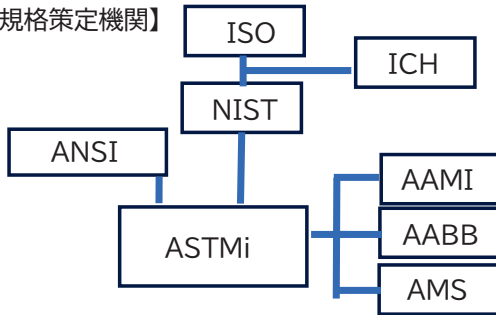 規格策定機関】
ISO
ICH
NIST
ANSI
AAMI
ASTMi
AABB
AMS